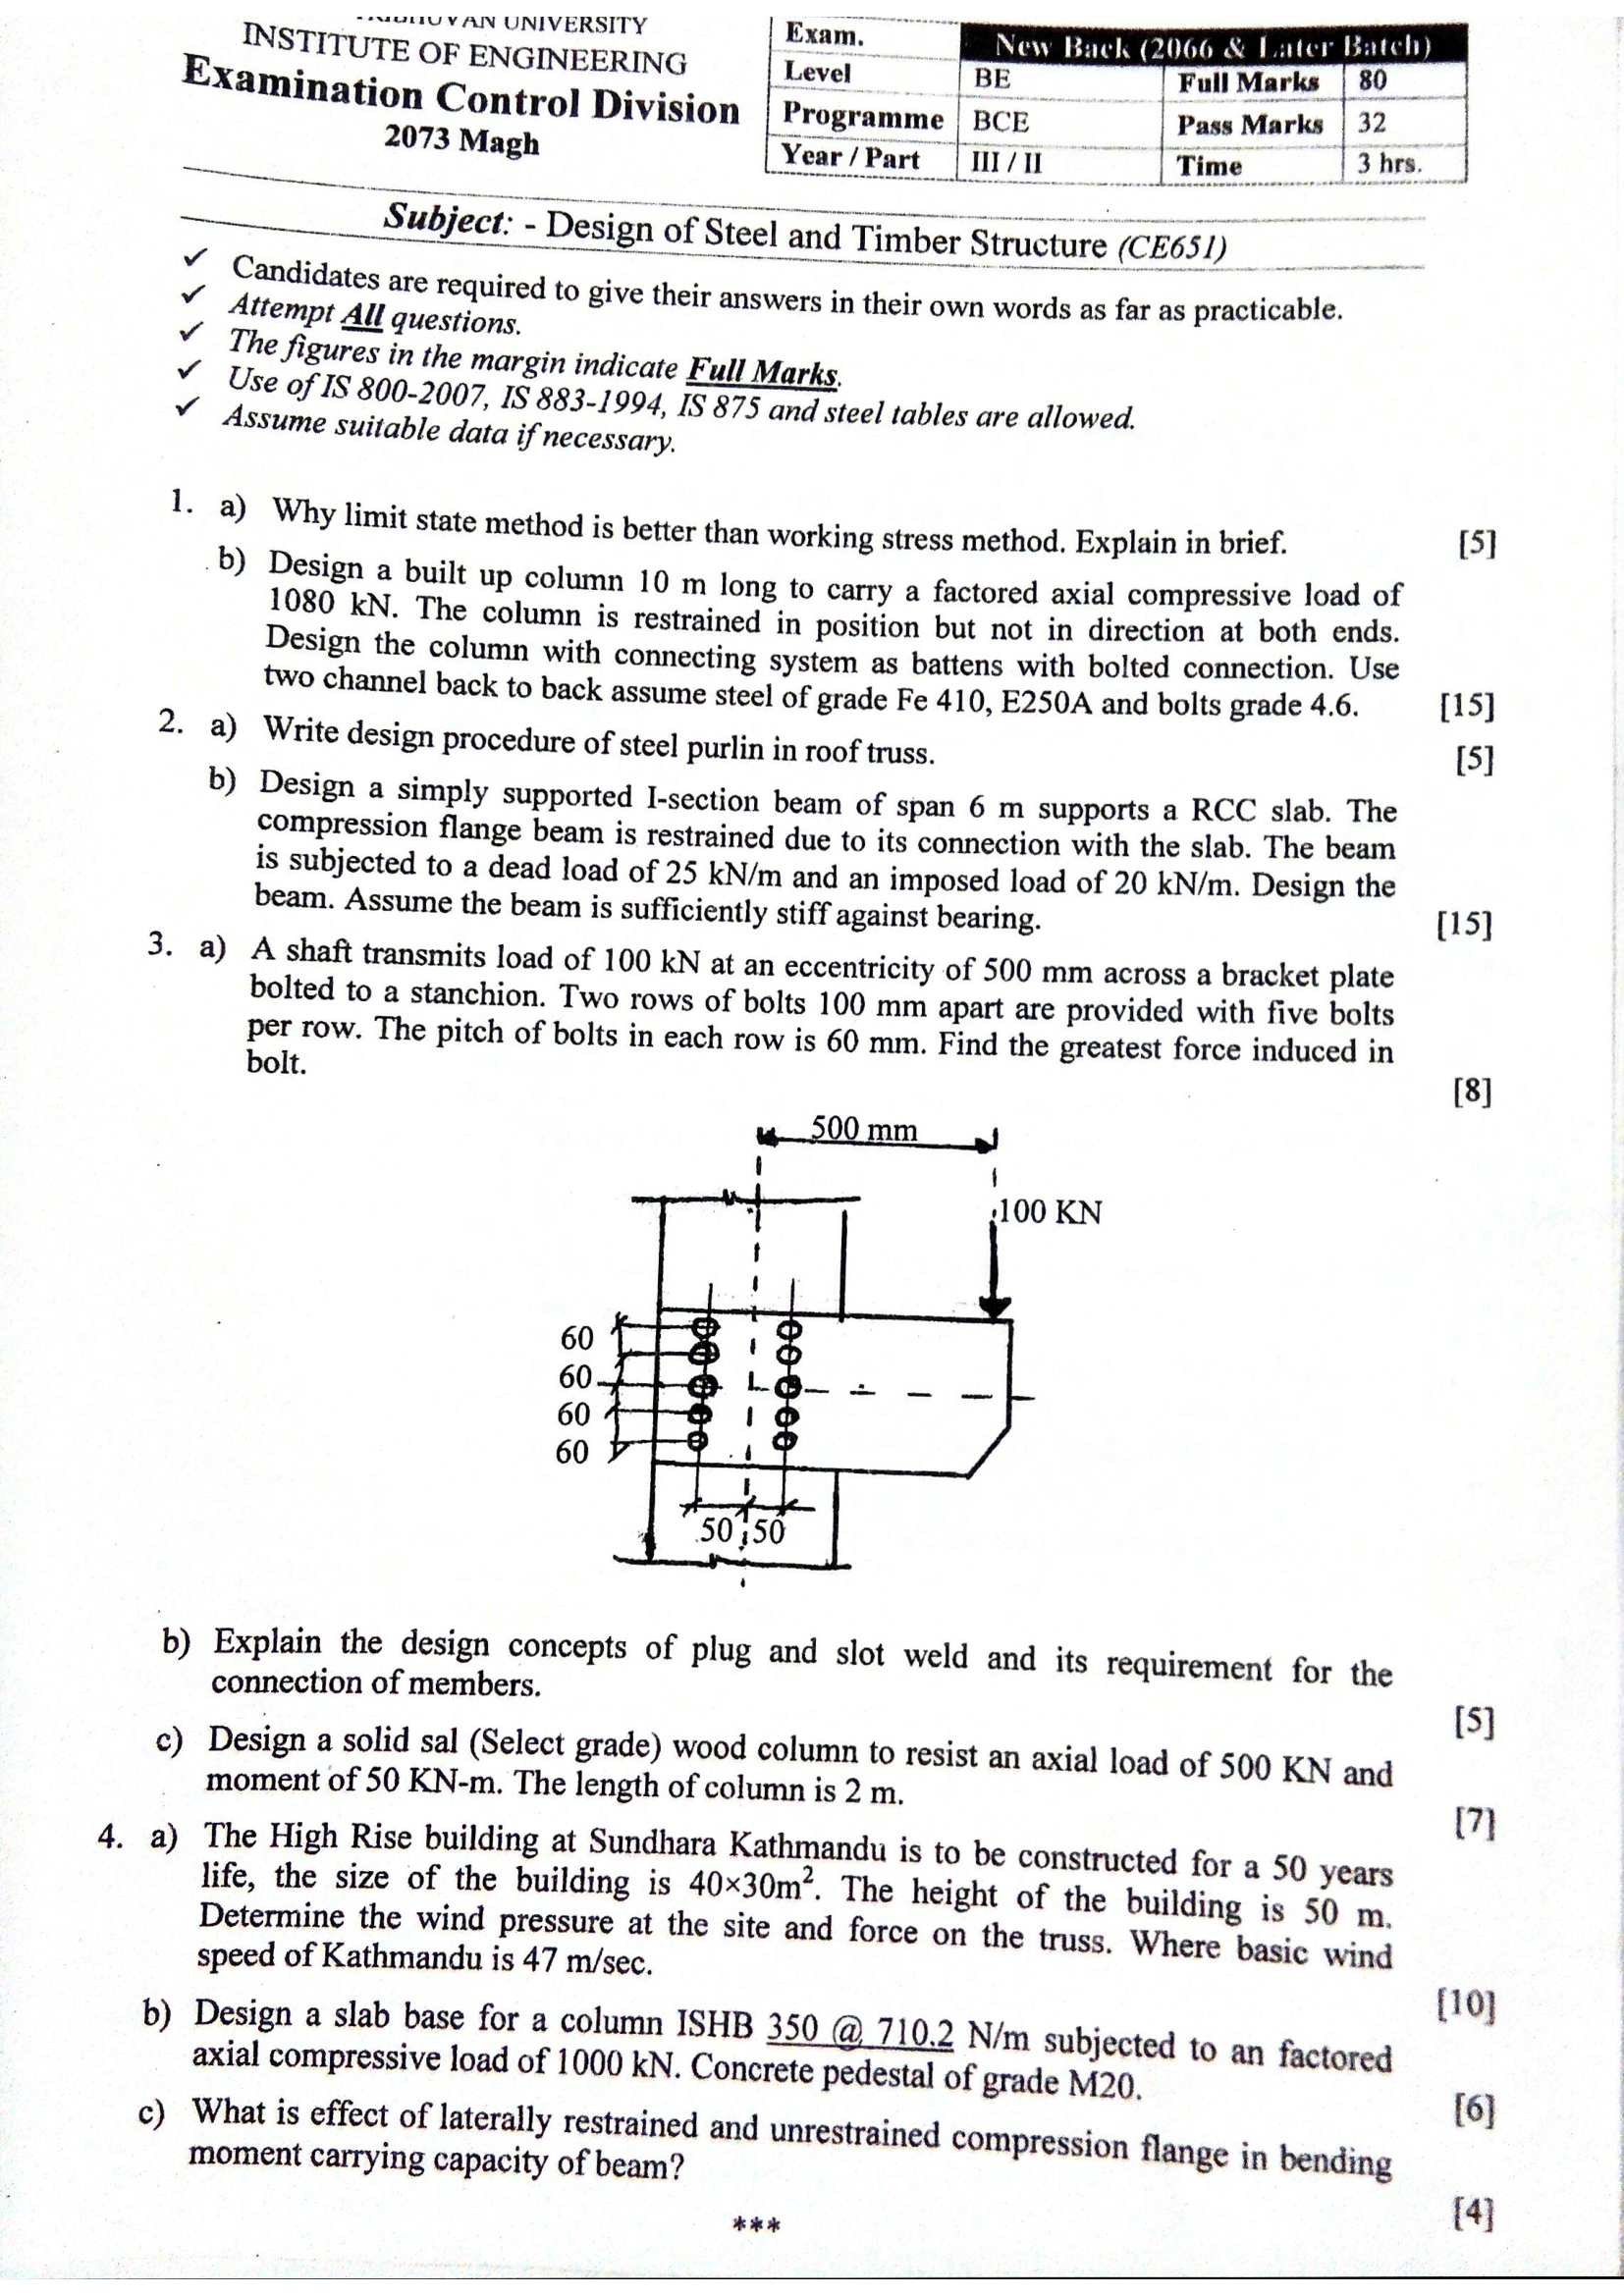 UNIVERSITY
INSTITUTE OF ENGINEERING
Examination Control Division
2073 Magh
Exam. New Back (2066 & Later Batch)
Level BE Full Marks 80
Programme BCE Pass Marks 32
Year / Part III / II Time 3 hrs.
Subject: - Design of Steel and Timber Structure (CE651)
✓ Candidates are required to give their answers in their own words as far as practicable.
✓ Attempt All questions.
✓ The figures in the margin indicate Full Marks.
✓ Use of IS 800-2007, IS 883-1994, IS 875 and steel tables are allowed.
✓ Assume suitable data if necessary.
1. a) Why limit state method is better than working stress method. Explain in brief. [5]
b) Design a built up column 10 m long to carry a factored axial compressive load of
1080 kN. The column is restrained in position but not in direction at both ends.
Design the column with connecting system as battens with bolted connection. Use
two channel back to back assume steel of grade Fe 410, E250A and bolts grade 4.6. [15]
2. a) Write design procedure of steel purlin in roof truss. [5]
b) Design a simply supported I-section beam of span 6 m supports a RCC slab. The
compression flange beam is restrained due to its connection with the slab. The beam
is subjected to a dead load of 25 kN/m and an imposed load of 20 kN/m. Design the
beam. Assume the beam is sufficiently stiff against bearing. [15]
3. a) A shaft transmits load of 100 kN at an eccentricity of 500 mm across a bracket plate
bolted to a stanchion. Two rows of bolts 100 mm apart are provided with five bolts
per row. The pitch of bolts in each row is 60 mm. Find the greatest force induced in
bolt. [8]
500 mm
100 KN
60
60
60
60
50 50
b) Explain the design concepts of plug and slot weld and its requirement for the
connection of members. [5]
c) Design a solid sal (Select grade) wood column to resist an axial load of 500 KN and
moment of 50 KN-m. The length of column is 2 m. [7]
4. a) The High Rise building at Sundhara Kathmandu is to be constructed for a 50 years
life, the size of the building is 40×30m². The height of the building is 50 m.
Determine the wind pressure at the site and force on the truss. Where basic wind
speed of Kathmandu is 47 m/sec. [10]
b) Design a slab base for a column ISHB 350 @ 710.2 N/m subjected to an factored
axial compressive load of 1000 kN. Concrete pedestal of grade M20. [6]
c) What is effect of laterally restrained and unrestrained compression flange in bending
moment carrying capacity of beam? [4]
***